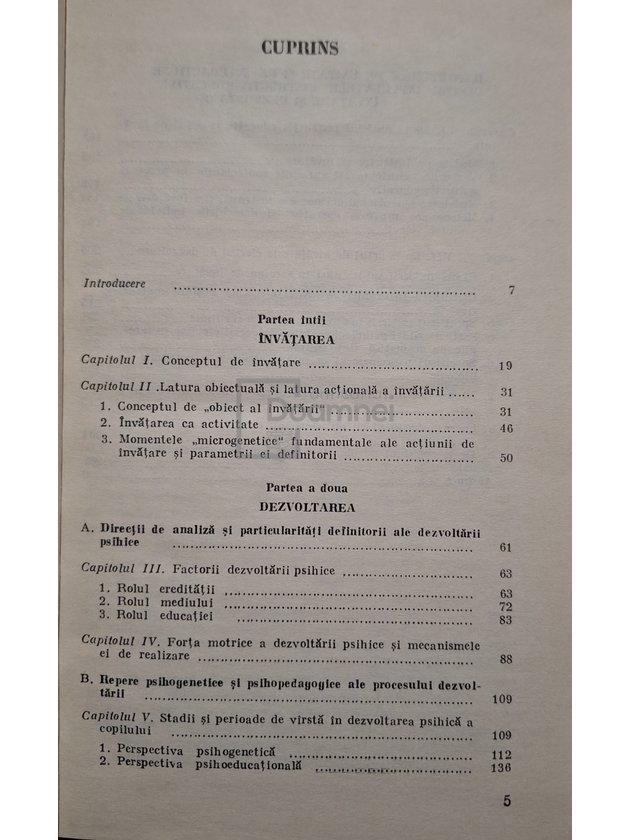 CUPRINS
Introducere ........ 7
Partea întîi
ÎNVĂȚAREA
Capitolul I. Conceptul de învățare ........ 19
Capitolul II .Latura obiectuală și latura acțională a învățării ...... 31
1. Conceptul de „obiect al învățării" ........ 31
2. Învățarea ca activitate ........ 46
3. Momentele „microgenetice" fundamentale ale acțiunii de
învățare și parametrii ei definitorii ........ 50
Partea a doua
DEZVOLTAREA
A. Direcții de analiză și particularități definitorii ale dezvoltării
psihice ........ 61
Capitolul III. Factorii dezvoltării psihice ........ 63
1. Rolul eredității ........ 63
2. Rolul mediului ........ 72
3. Rolul educației ........ 83
Capitolul IV. Forța motrice a dezvoltării psihice și mecanismele
ei de realizare ........ 88
B. Repere psihogenetice și psihopedagogice ale procesului dezvol-
tării ........ 109
Capitolul V. Stadii și perioade de vîrstă în dezvoltarea psihică a
copilului ........ 109
1. Perspectiva psihogenetică ........ 112
2. Perspectiva psihoeducațională ........ 136
5